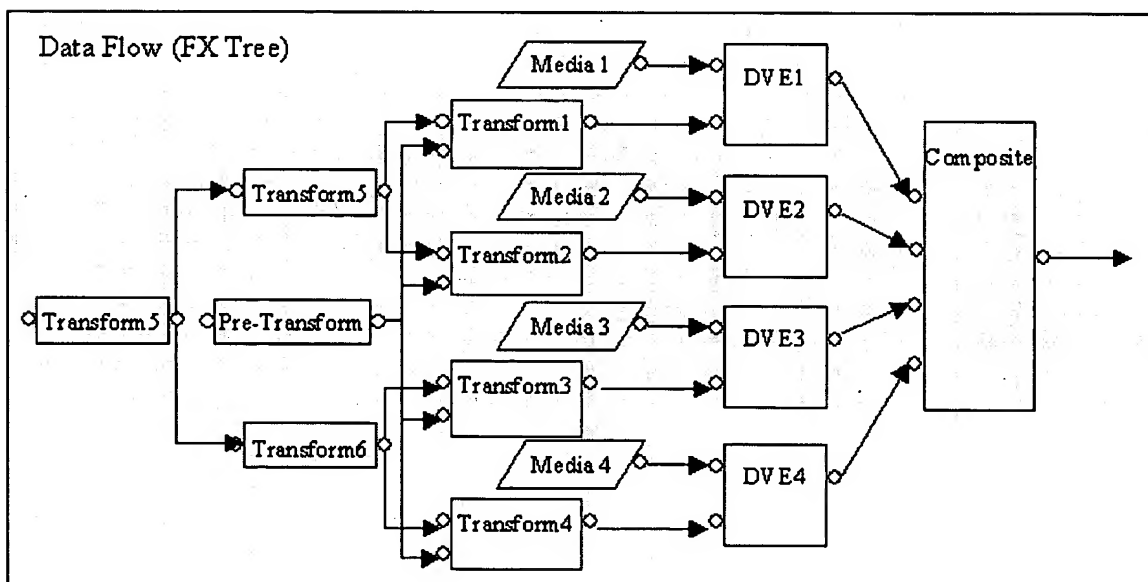 Data Flow (FX Tree)
Media 1
DVE1
Transform1
Composite
Transform5
Media 2
DVE2
Transform2
Transform5
Pre-Transform
Media 3
DVE3
Transform3
Transform6
Media 4
DVE4
Transform4